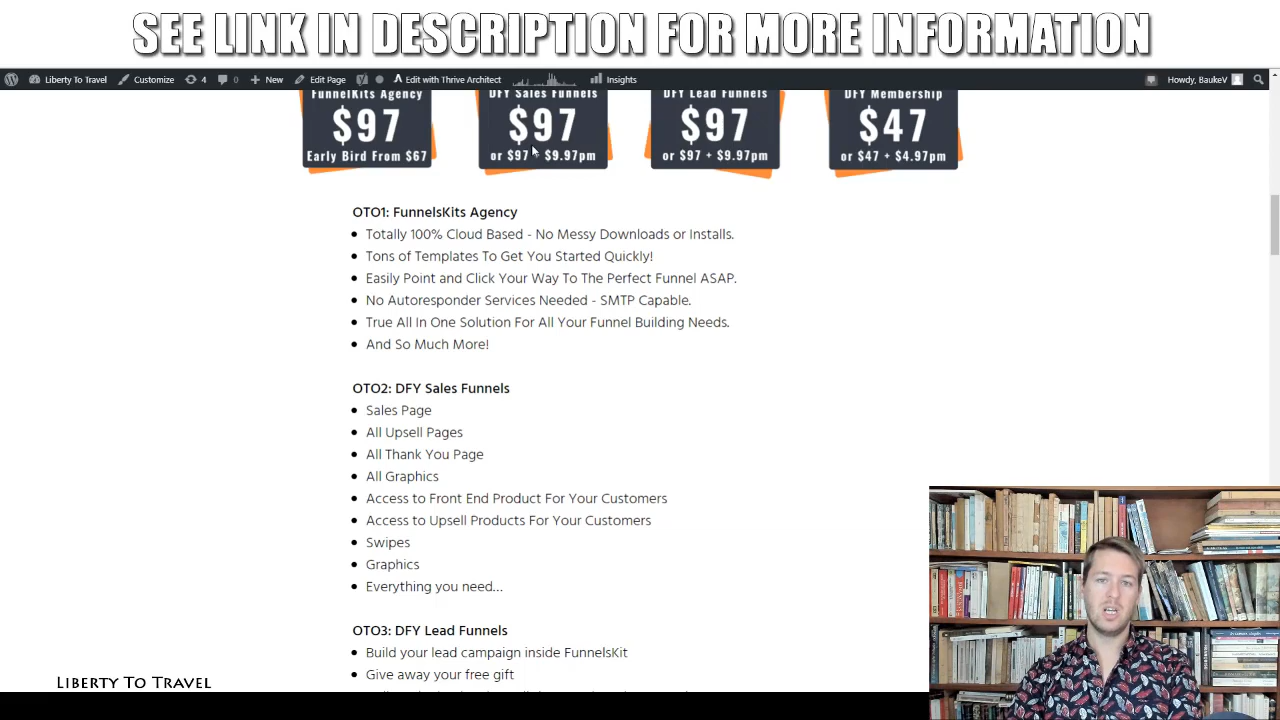 SEE LINK IN DESCRIPTION FOR MORE INFORMATION
Liberty To Travel Customize 4 0 New Edit Page Edit with Thrive Architect Insights Howdy, BaukeV
FunnelKits Agency DFY Sales Funnels DFY Lead Funnels DFY Membership
$97 $97 $97 $47
Early Bird From $67 or $97 + $9.97pm or $97 + $9.97pm or $47 + $4.97pm
OTO1: FunnelsKits Agency
Totally 100% Cloud Based - No Messy Downloads or Installs.
Tons of Templates To Get You Started Quickly!
Easily Point and Click Your Way To The Perfect Funnel ASAP.
No Autoresponder Services Needed - SMTP Capable.
True All In One Solution For All Your Funnel Building Needs.
And So Much More!
OTO2: DFY Sales Funnels
Sales Page
All Upsell Pages
All Thank You Page
All Graphics
Access to Front End Product For Your Customers
Access to Upsell Products For Your Customers
Swipes
Graphics
Everything you need...
OTO3: DFY Lead Funnels
Build your lead campaign inside FunnelsKit
Give away your free gift
LIBERTY TO TRAVEL